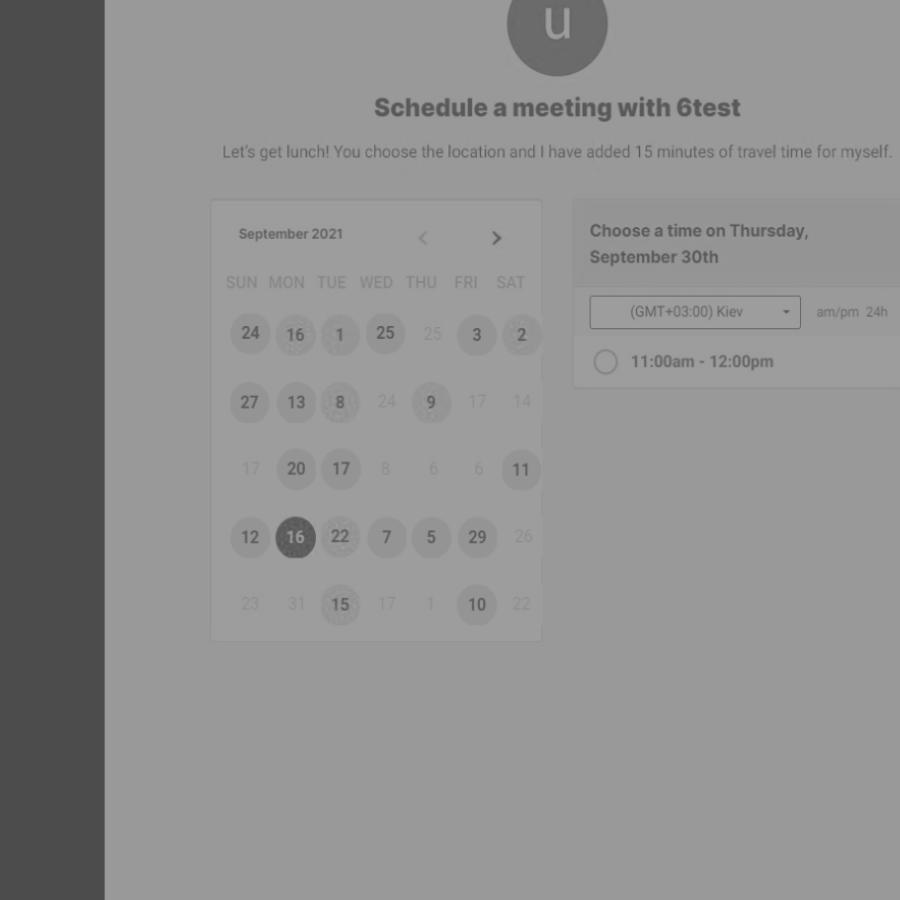 u
Schedule a meeting with 6test
Let's get lunch! You choose the location and I have added 15 minutes of travel time for myself.
September 2021
SUN MON TUE WED THU FRI SAT
24 16 1 25 25 3 2
27 13 8 24 9 17 14
17 20 17 8 6 6 11
12 16 22 7 5 29 26
23 31 15 17 1 10 22
Choose a time on Thursday,
September 30th
(GMT+03:00) Kiev am/pm 24h
11:00am - 12:00pm